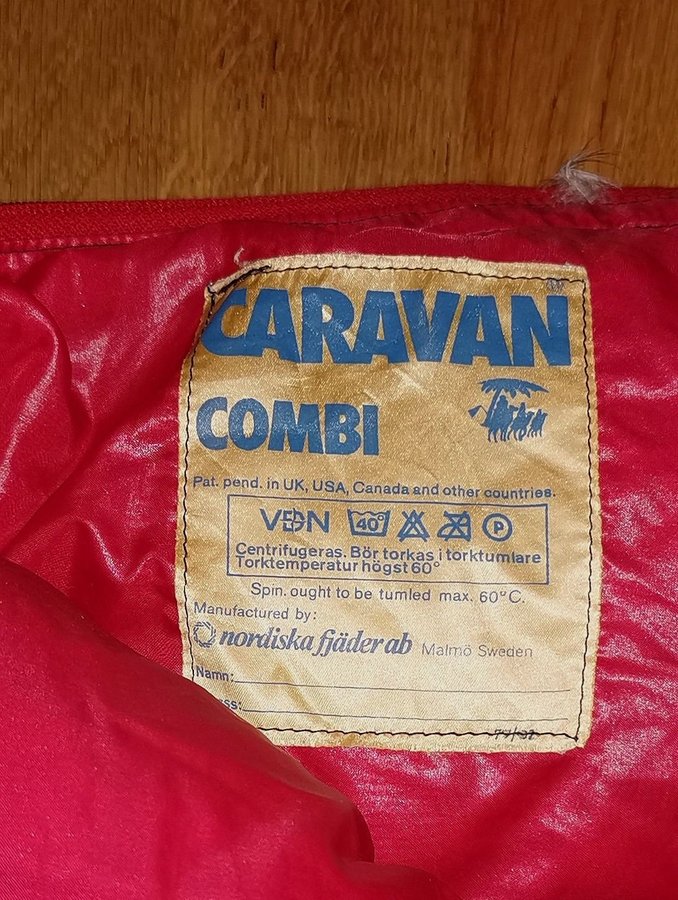 CARAVAN
COMBI
Pat. pend. in UK, USA, Canada and other countries.
VDN 40° P
Centrifugeras. Bör torkas i torktumlare
Torktemperatur högst 60°
Spin. ought to be tumled max. 60°C.
Manufactured by:
nordiska fjäder ab Malmö Sweden
Namn:
ss: